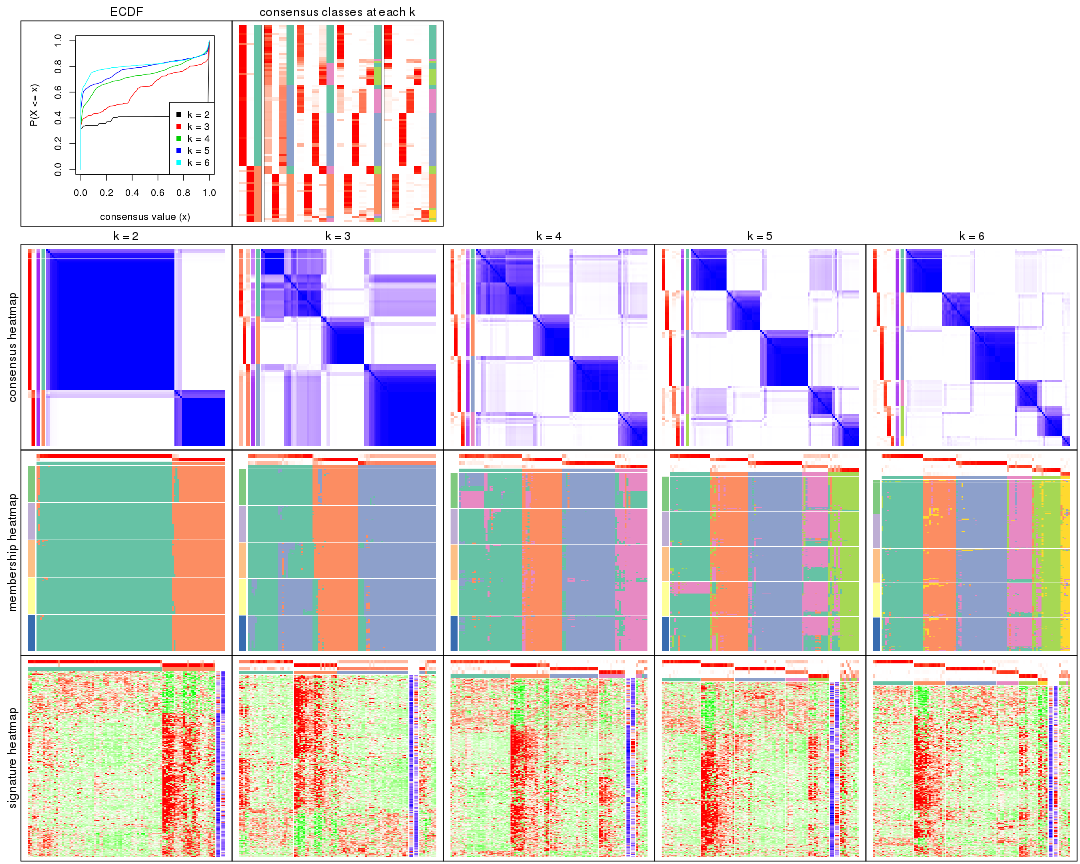 ECDF
consensus classes at each k
P(X <= x)
0.0
0.2
0.4
0.6
0.8
1.0
k = 2
k = 3
k = 4
k = 5
k = 6
0.0
0.2
0.4
0.6
0.8
1.0
consensus value (x)
k = 2
k = 3
k = 4
k = 5
k = 6
consensus heatmap
membership heatmap
signature heatmap